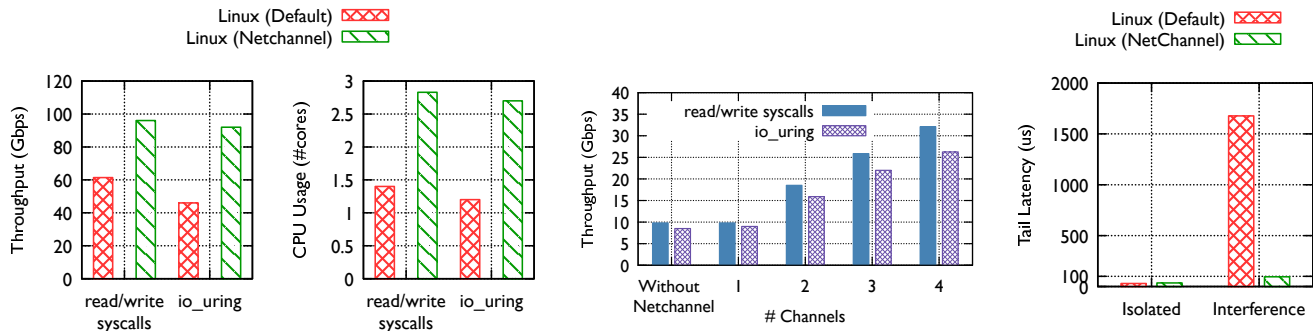 Linux (Default)
Linux (Netchannel)
Throughput (Gbps)
120
100
80
60
40
20
0
read/write
syscalls
io_uring
CPU Usage (#cores)
3
2.5
2
1.5
1
0.5
0
read/write
syscalls
io_uring
Throughput (Gbps)
40
35
30
25
20
15
10
5
0
read/write syscalls
io_uring
Without
Netchannel
1
2
3
4
# Channels
Linux (Default)
Linux (NetChannel)
Tail Latency (us)
2000
1500
1000
500
100
0
Isolated
Interference